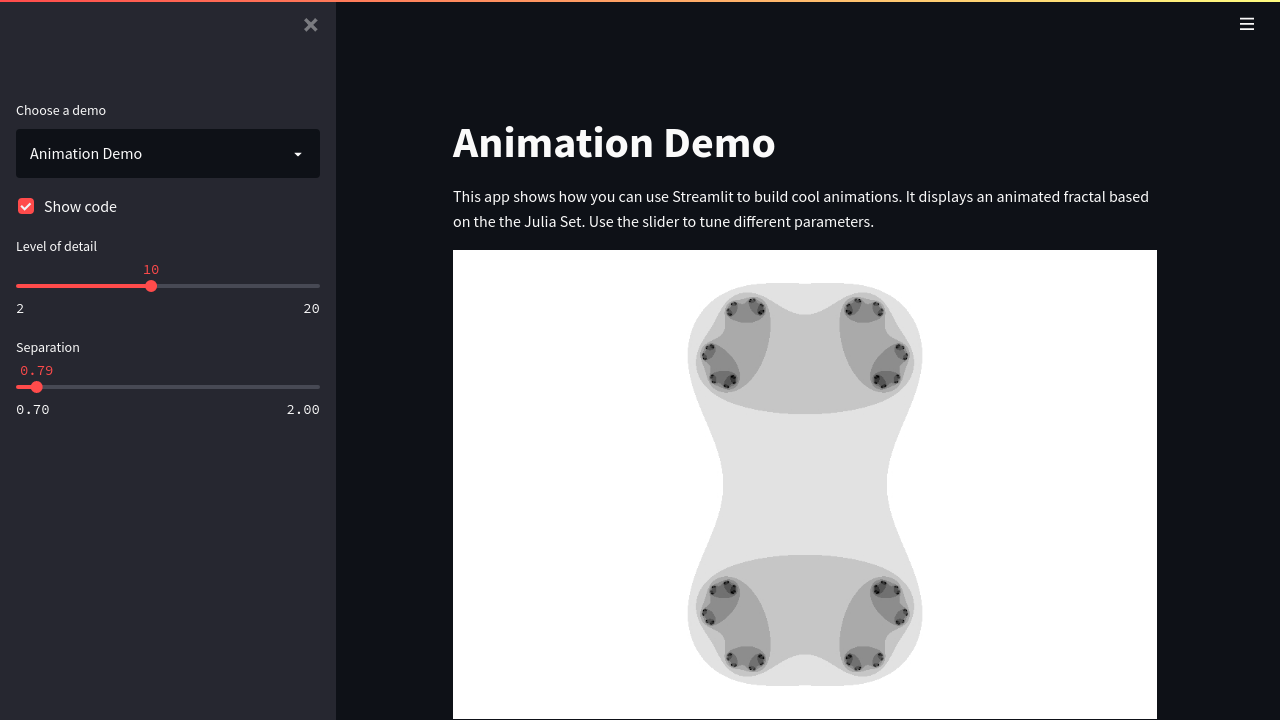 Choose a demo
Animation Demo
Show code
Level of detail
10
2 20
Separation
0.79
0.70 2.00
Animation Demo
This app shows how you can use Streamlit to build cool animations. It displays an animated fractal based
on the the Julia Set. Use the slider to tune different parameters.